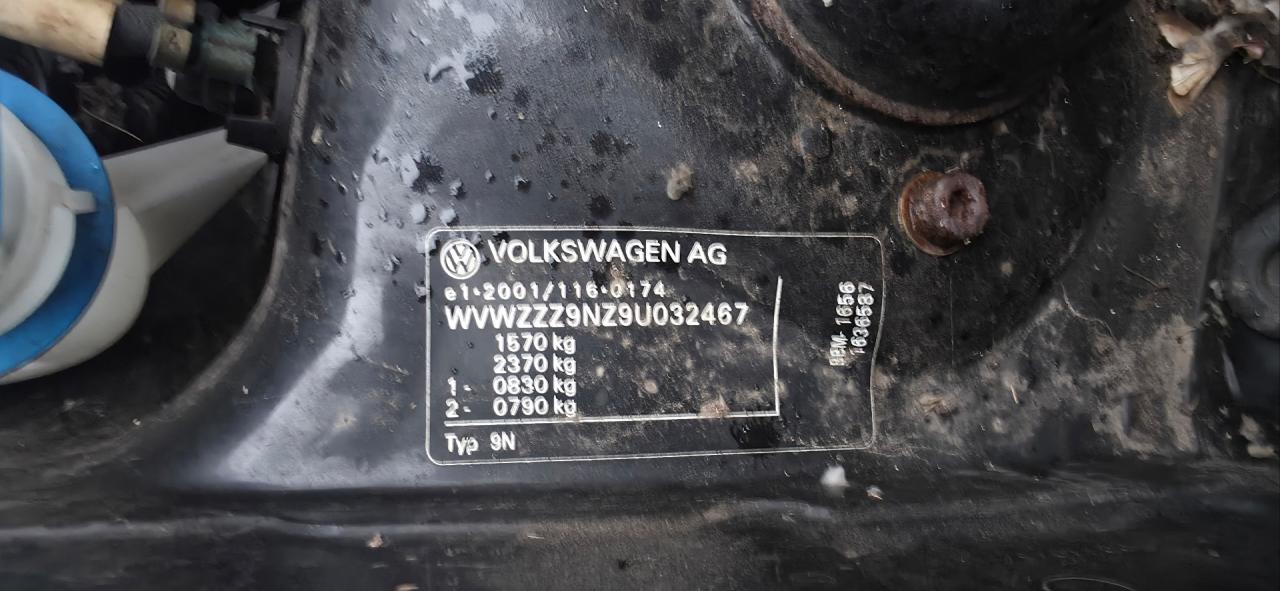 VOLKSWAGEN AG
e1*2001/116*0174
WVWZZZ9NZ9U032467
1570 kg
2370 kg
1- 0830 kg
2- 0790 kg
Typ 9N
BBM- 1656
1636587